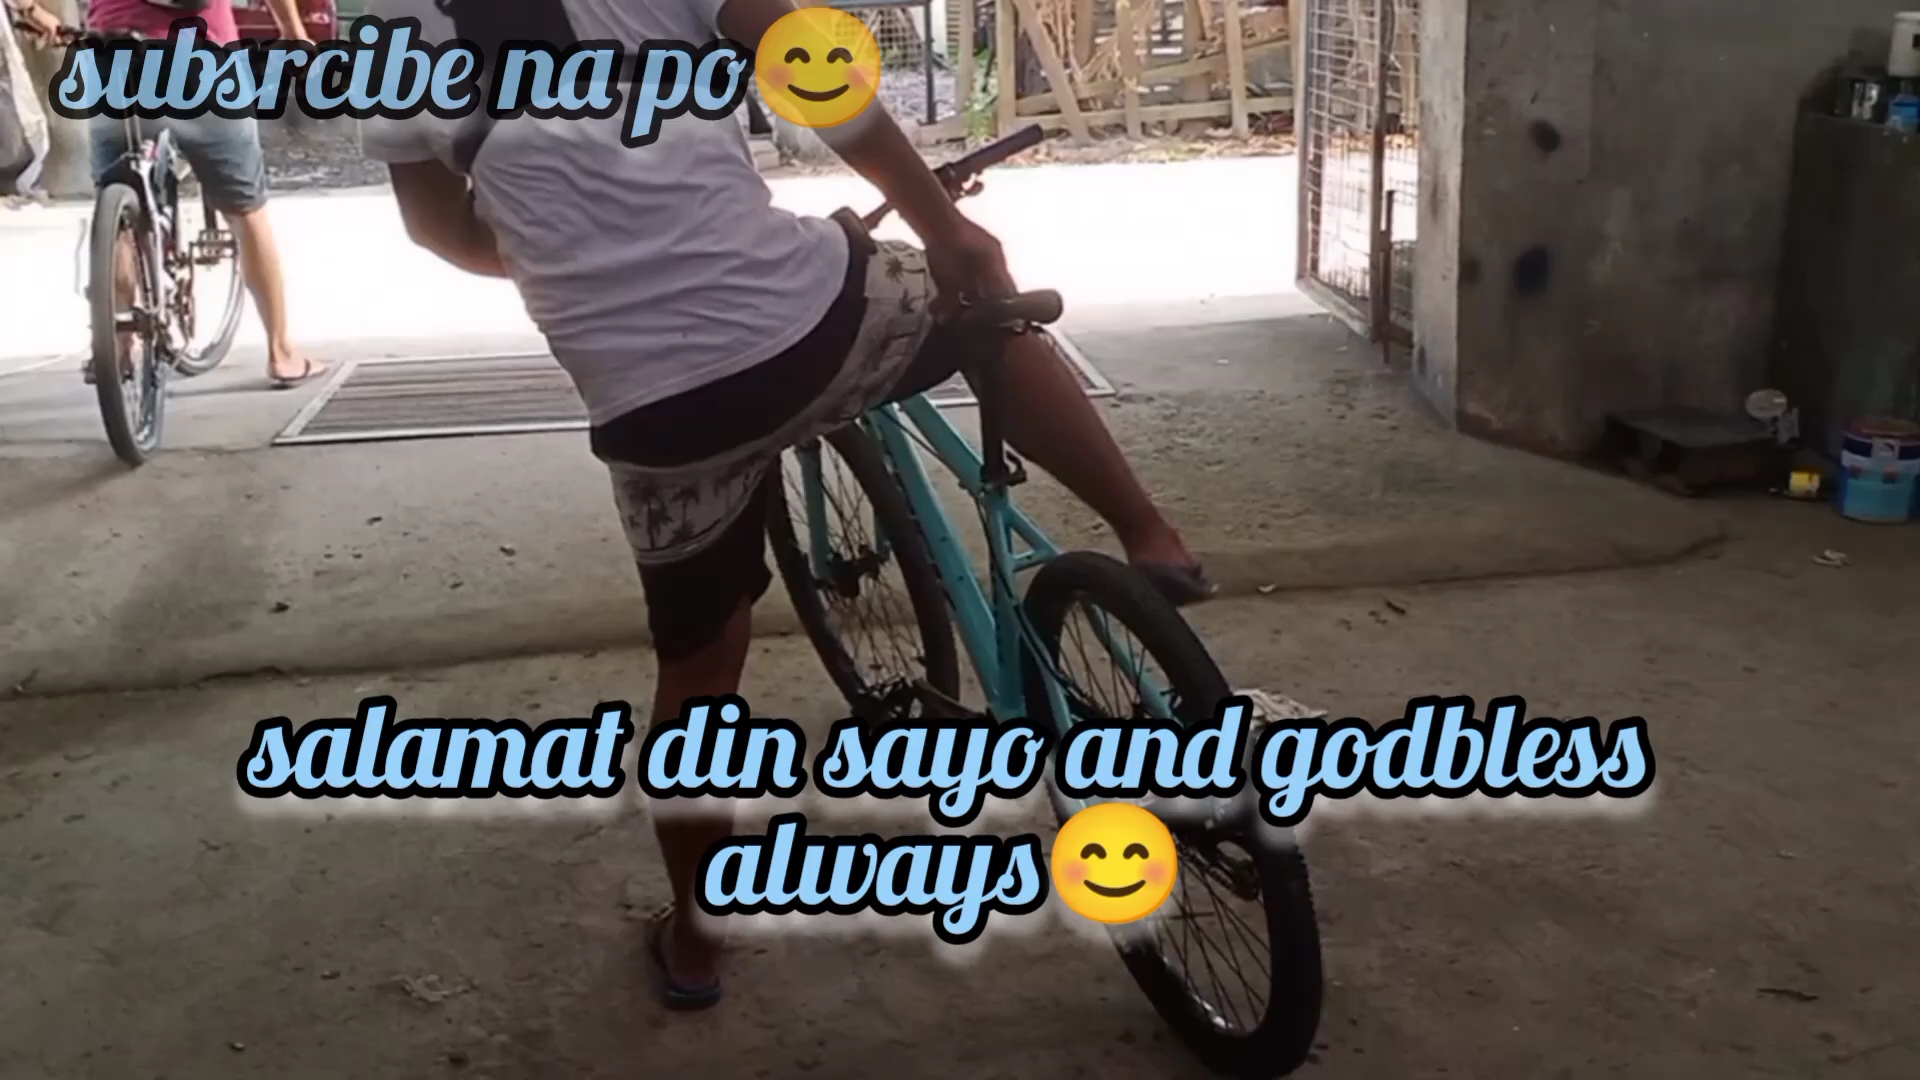 subsrcibe na po😊
salamat din sayo and godbless
always😊